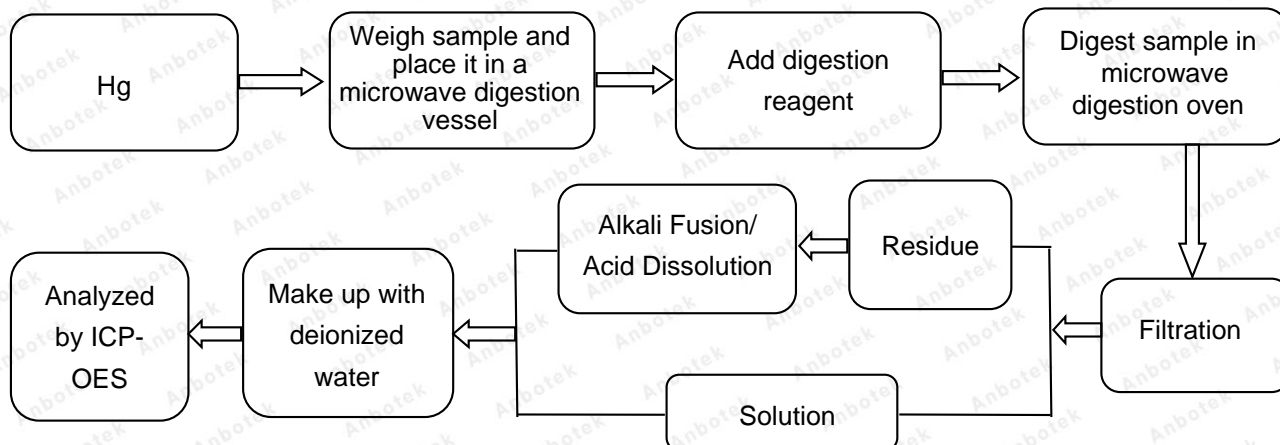 Hg
Weigh sample and
place it in a
microwave digestion
vessel
Add digestion
reagent
Digest sample in
microwave
digestion oven
Filtration
Residue
Alkali Fusion/
Acid Dissolution
Solution
Make up with
deionized
water
Analyzed
by ICP-
OES
Anbotek